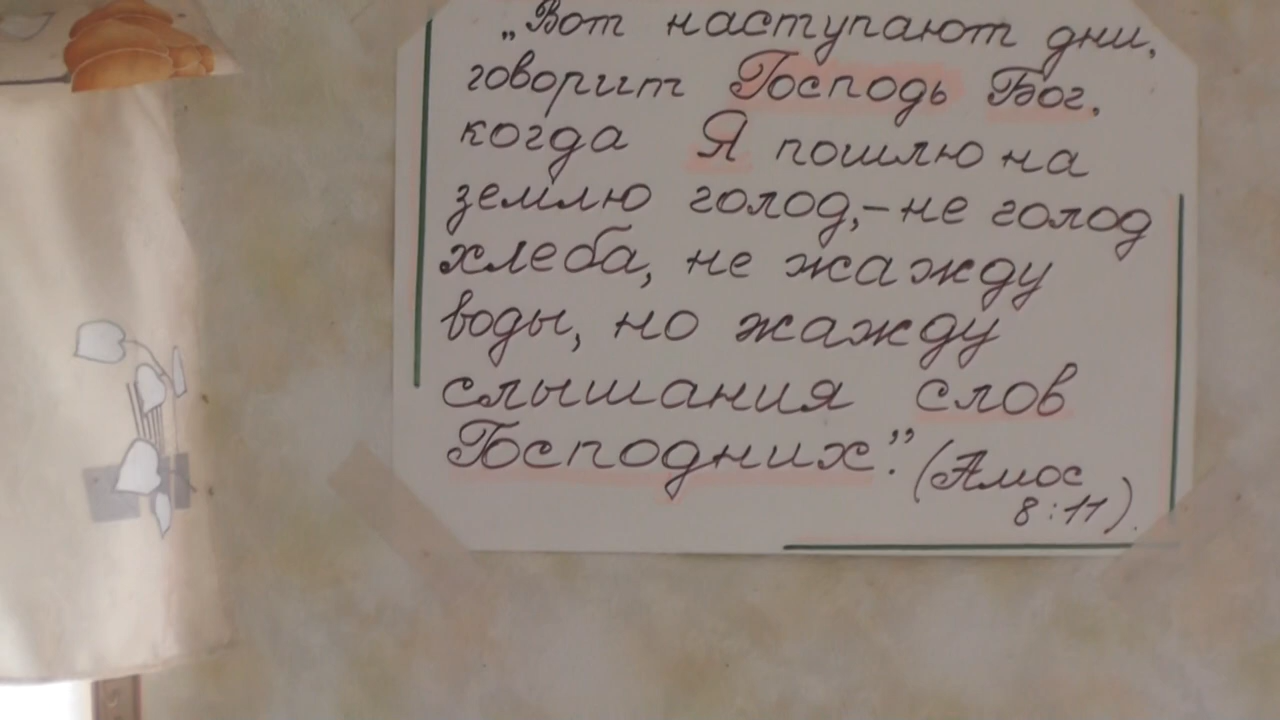 „Вот наступают дни,
говорит Господь Бог,
когда Я пошлю на
землю голод,-не голод
хлеба, не жажду
воды, но жажду
слышания слов
Господних." (Амос
8:11).